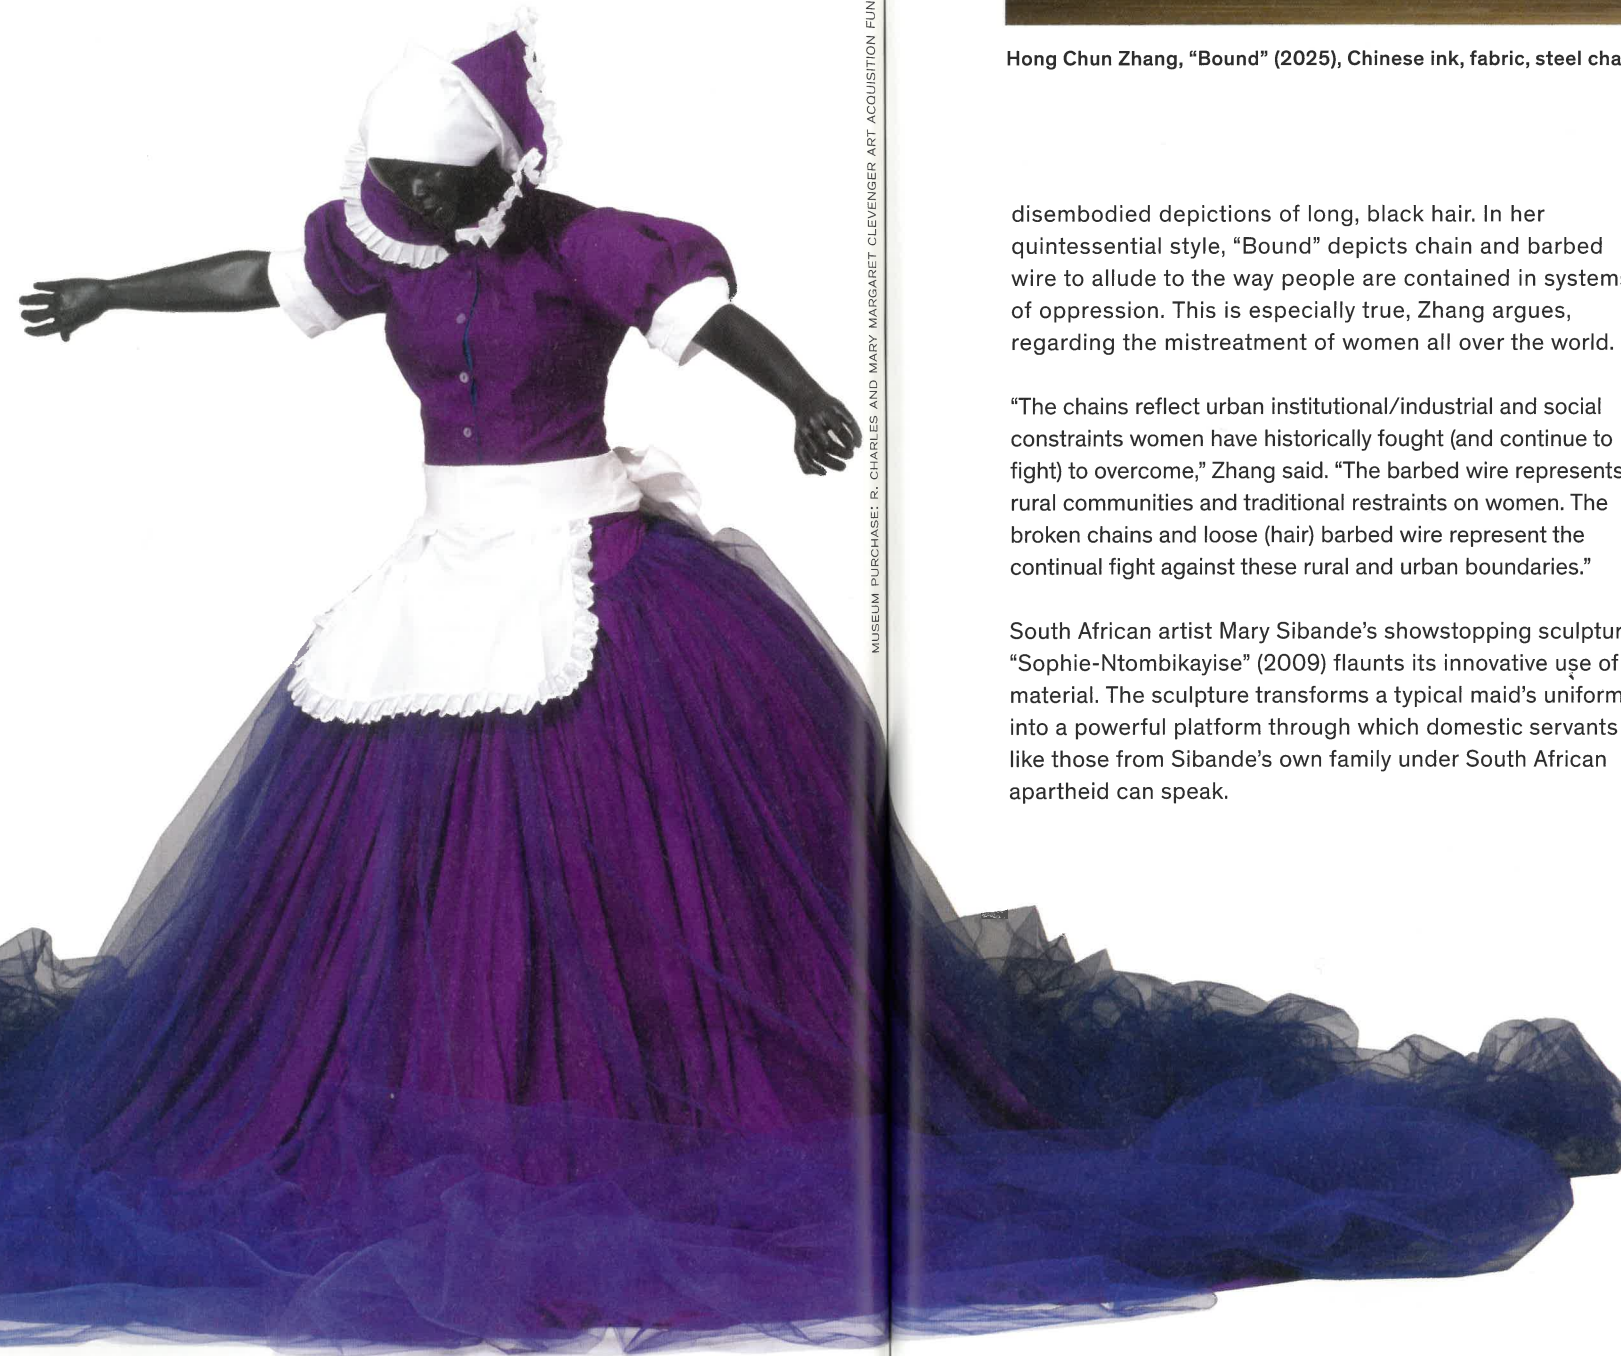 MUSEUM PURCHASE: R. CHARLES AND MARY MARGARET CLEVENGER ART ACQUISITION FUN
Hong Chun Zhang, “Bound” (2025), Chinese ink, fabric, steel cha
disembodied depictions of long, black hair. In her
quintessential style, “Bound” depicts chain and barbed
wire to allude to the way people are contained in system
of oppression. This is especially true, Zhang argues,
regarding the mistreatment of women all over the world.
“The chains reflect urban institutional/industrial and social
constraints women have historically fought (and continue to
fight) to overcome,” Zhang said. “The barbed wire represents
rural communities and traditional restraints on women. The
broken chains and loose (hair) barbed wire represent the
continual fight against these rural and urban boundaries.”
South African artist Mary Sibande’s showstopping sculptur
“Sophie-Ntombikayise” (2009) flaunts its innovative use of
material. The sculpture transforms a typical maid’s uniform
into a powerful platform through which domestic servants
like those from Sibande’s own family under South African
apartheid can speak.